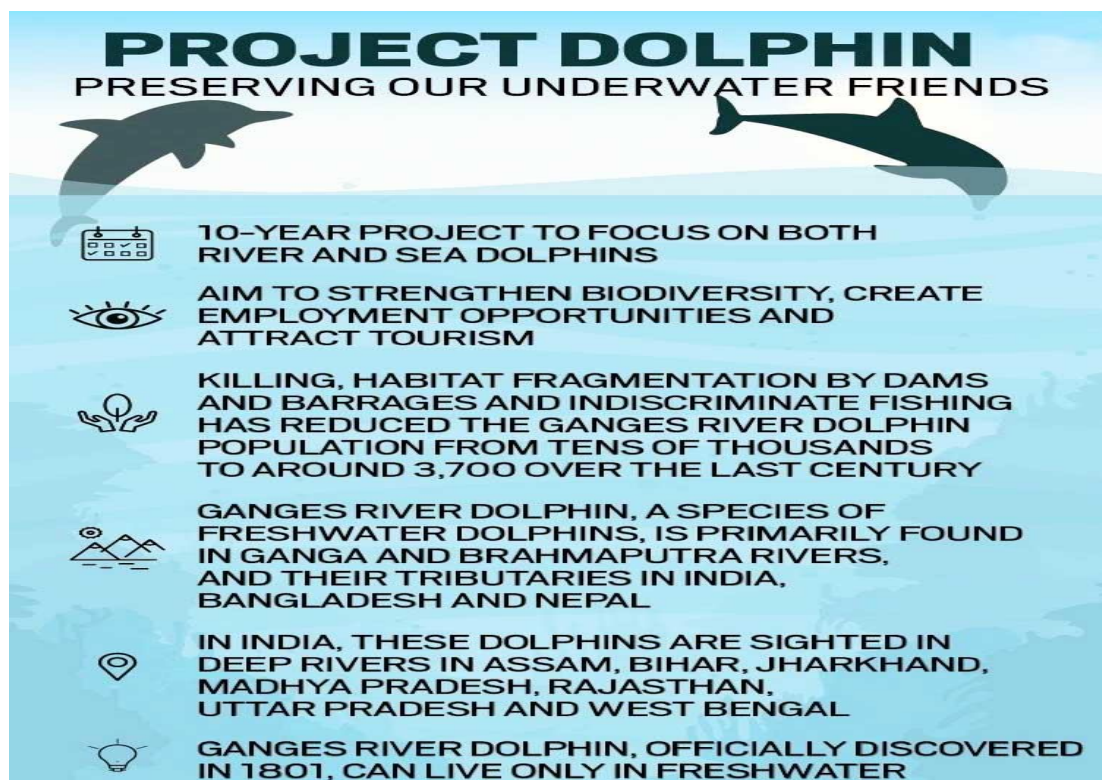 PROJECT DOLPHIN
PRESERVING OUR UNDERWATER FRIENDS
10-YEAR PROJECT TO FOCUS ON BOTH
RIVER AND SEA DOLPHINS
AIM TO STRENGTHEN BIODIVERSITY, CREATE
EMPLOYMENT OPPORTUNITIES AND
ATTRACT TOURISM
KILLING, HABITAT FRAGMENTATION BY DAMS
AND BARRAGES AND INDISCRIMINATE FISHING
HAS REDUCED THE GANGES RIVER DOLPHIN
POPULATION FROM TENS OF THOUSANDS
TO AROUND 3,700 OVER THE LAST CENTURY
GANGES RIVER DOLPHIN, A SPECIES OF
FRESHWATER DOLPHINS, IS PRIMARILY FOUND
IN GANGA AND BRAHMAPUTRA RIVERS,
AND THEIR TRIBUTARIES IN INDIA,
BANGLADESH AND NEPAL
IN INDIA, THESE DOLPHINS ARE SIGHTED IN
DEEP RIVERS IN ASSAM, BIHAR, JHARKHAND,
MADHYA PRADESH, RAJASTHAN,
UTTAR PRADESH AND WEST BENGAL
GANGES RIVER DOLPHIN, OFFICIALLY DISCOVERED
IN 1801, CAN LIVE ONLY IN FRESHWATER